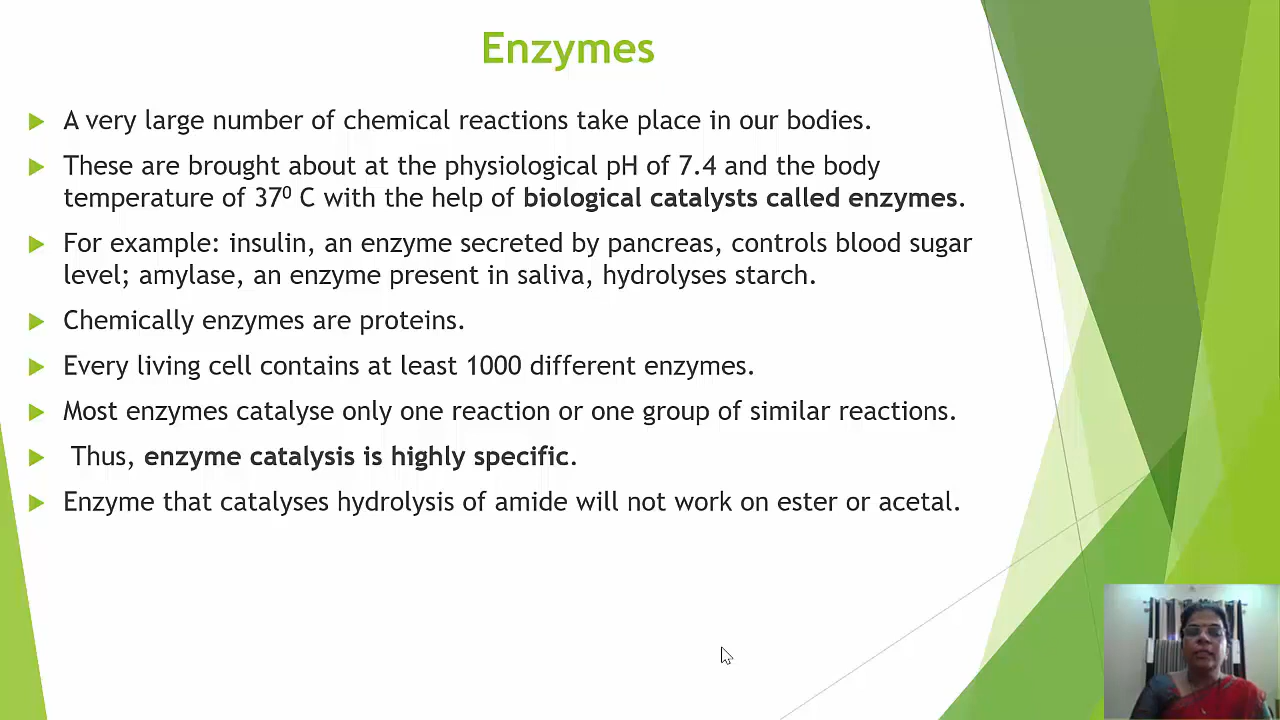 Enzymes
A very large number of chemical reactions take place in our bodies.
These are brought about at the physiological pH of 7.4 and the body
temperature of 37⁰ C with the help of biological catalysts called enzymes.
For example: insulin, an enzyme secreted by pancreas, controls blood sugar
level; amylase, an enzyme present in saliva, hydrolyses starch.
Chemically enzymes are proteins.
Every living cell contains at least 1000 different enzymes.
Most enzymes catalyse only one reaction or one group of similar reactions.
Thus, enzyme catalysis is highly specific.
Enzyme that catalyses hydrolysis of amide will not work on ester or acetal.